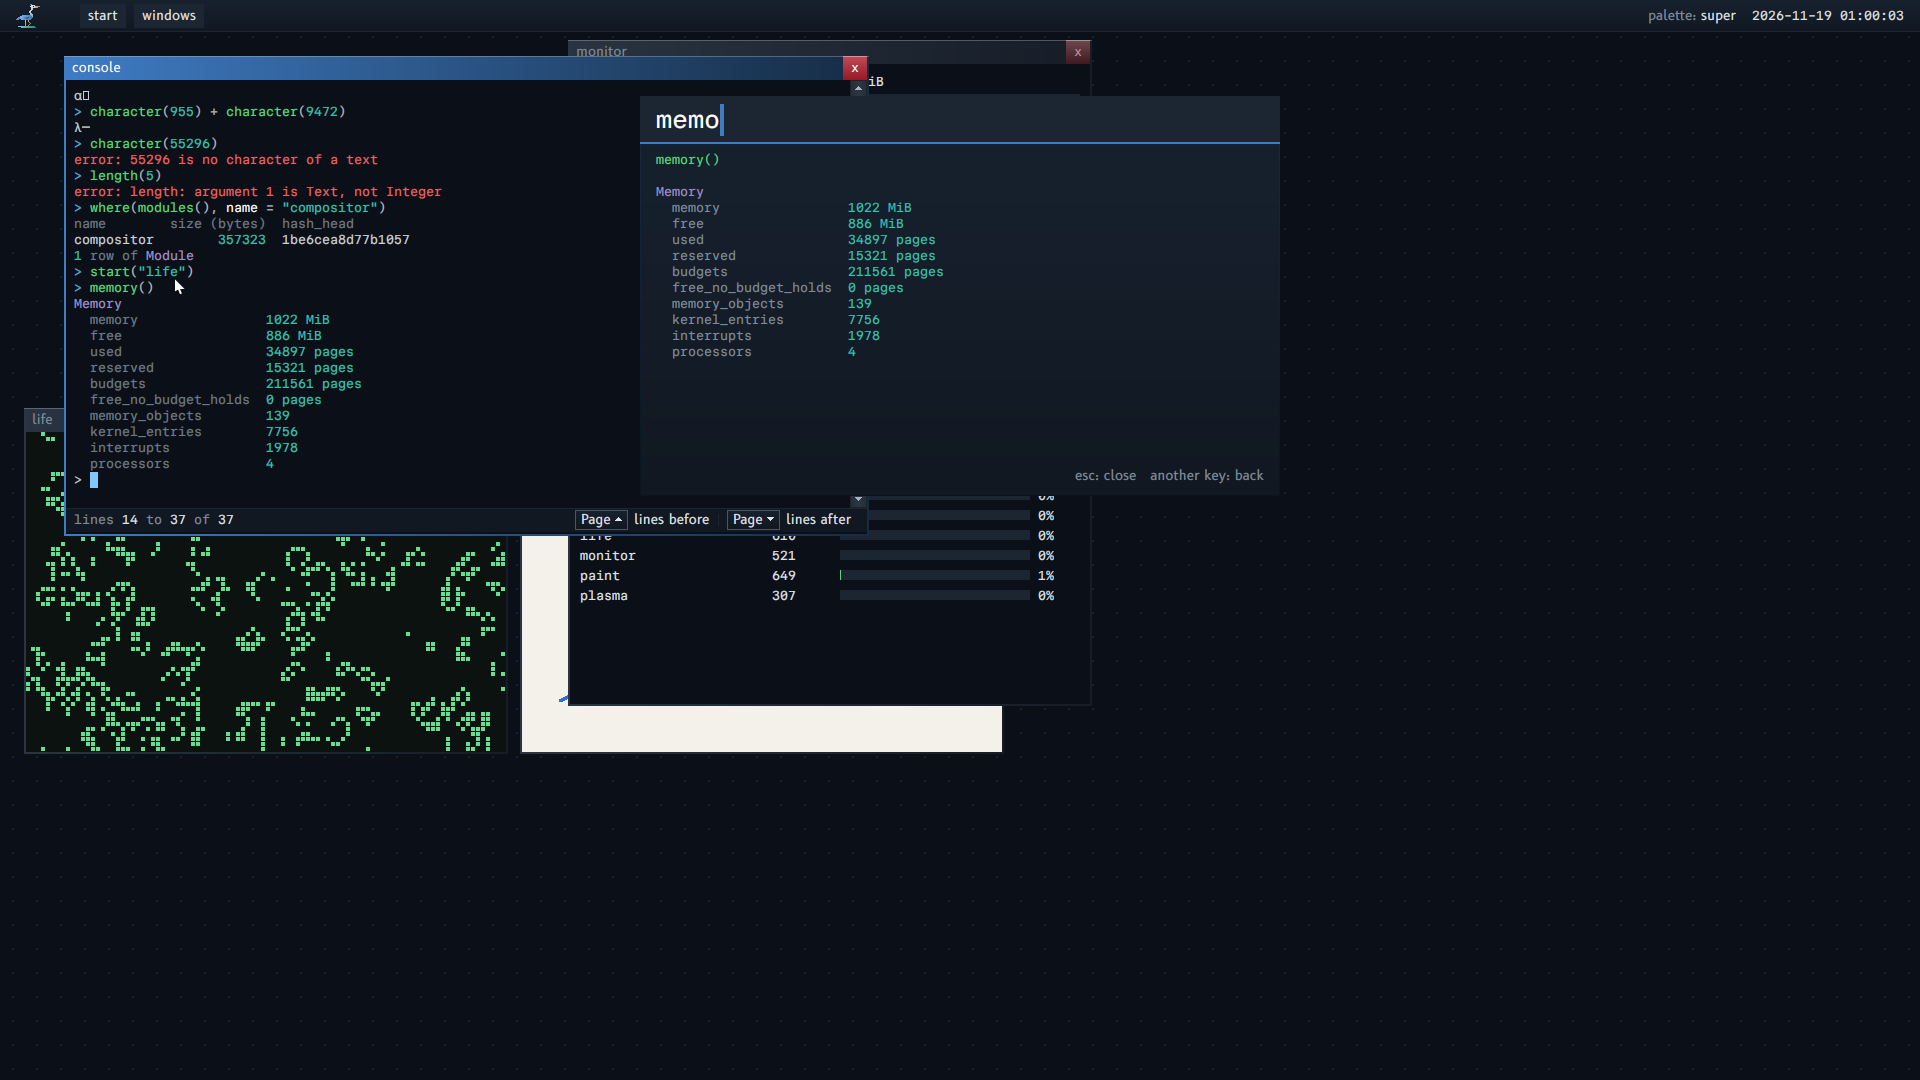 start windows palette: super 2026-11-19 01:00:03
monitor x
console x
iB
α▯
> character(955) + character(9472)
λ─
> character(55296)
error: 55296 is no character of a text
> length(5)
error: length: argument 1 is Text, not Integer
> where(modules(), name = "compositor")
name size (bytes) hash_head
compositor 357323 1be6cea8d77b1057
1 row of Module
> start("life")
> memory()
Memory
memory 1022 MiB
free 886 MiB
used 34897 pages
reserved 15321 pages
budgets 211561 pages
free_no_budget_holds 0 pages
memory_objects 139
kernel_entries 7756
interrupts 1978
processors 4
>
lines 14 to 37 of 37 Page lines before Page lines after
memo
memory()
Memory
memory 1022 MiB
free 886 MiB
used 34897 pages
reserved 15321 pages
budgets 211561 pages
free_no_budget_holds 0 pages
memory_objects 139
kernel_entries 7756
interrupts 1978
processors 4
esc: close another key: back
life
0%
0%
life 0%
monitor 521 0%
paint 649 1%
plasma 307 0%